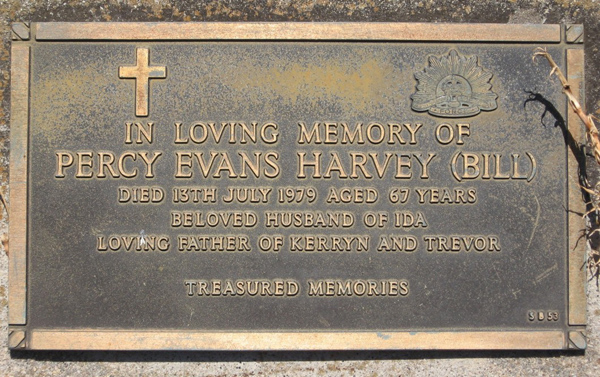 IN LOVING MEMORY OF
PERCY EVANS HARVEY (BILL)
DIED 13TH JULY 1979 AGED 67 YEARS
BELOVED HUSBAND OF IDA
LOVING FATHER OF KERRYN AND TREVOR
TREASURED MEMORIES
S B 53